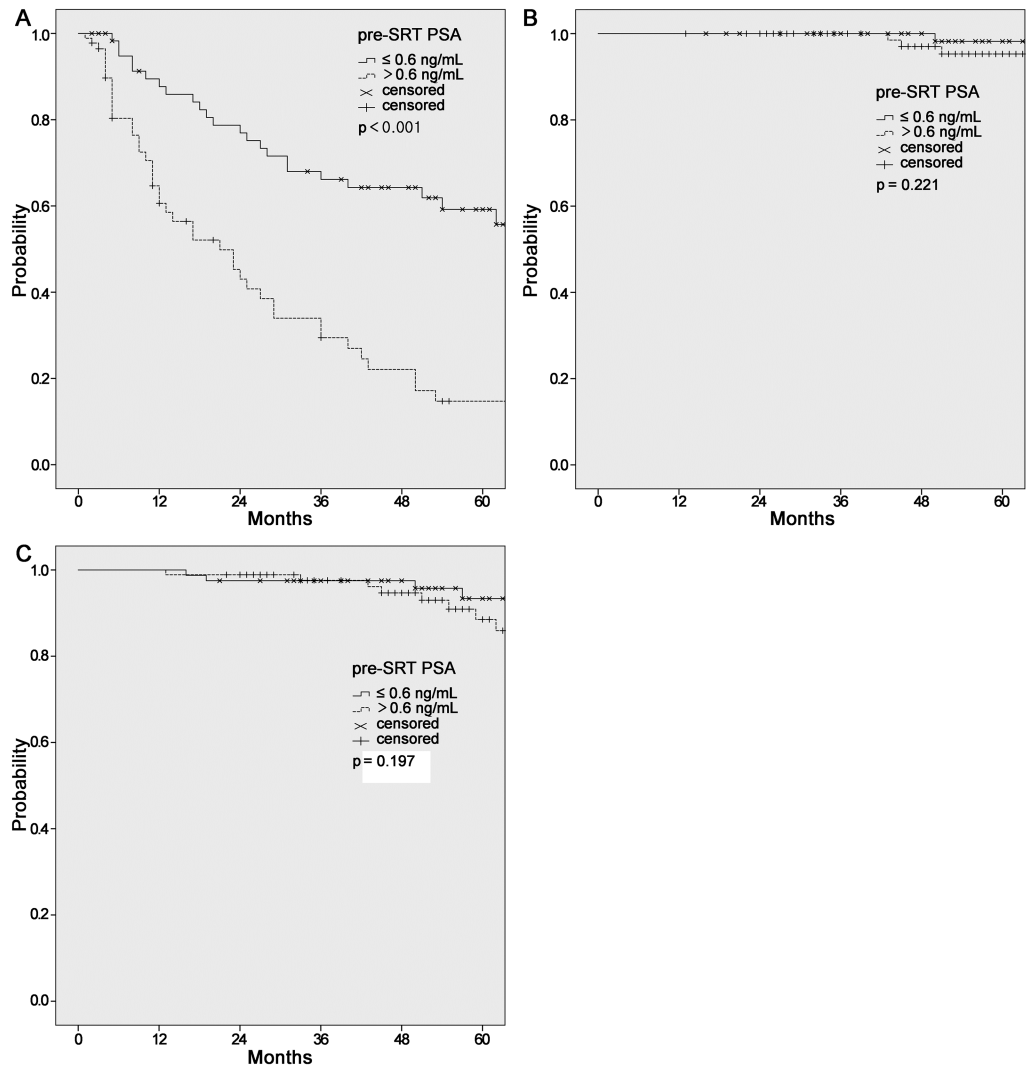 A
pre-SRT PSA
≤ 0.6 ng/mL
> 0.6 ng/mL
censored
censored
p < 0.001
1.0
0.8
0.6
0.4
0.2
0.0
Probability
0 12 24 36 48 60
Months
B
pre-SRT PSA
≤ 0.6 ng/mL
> 0.6 ng/mL
censored
censored
p = 0.221
1.0
0.8
0.6
0.4
0.2
0.0
Probability
0 12 24 36 48 60
Months
C
pre-SRT PSA
≤ 0.6 ng/mL
> 0.6 ng/mL
censored
censored
p = 0.197
1.0
0.8
0.6
0.4
0.2
0.0
Probability
0 12 24 36 48 60
Months